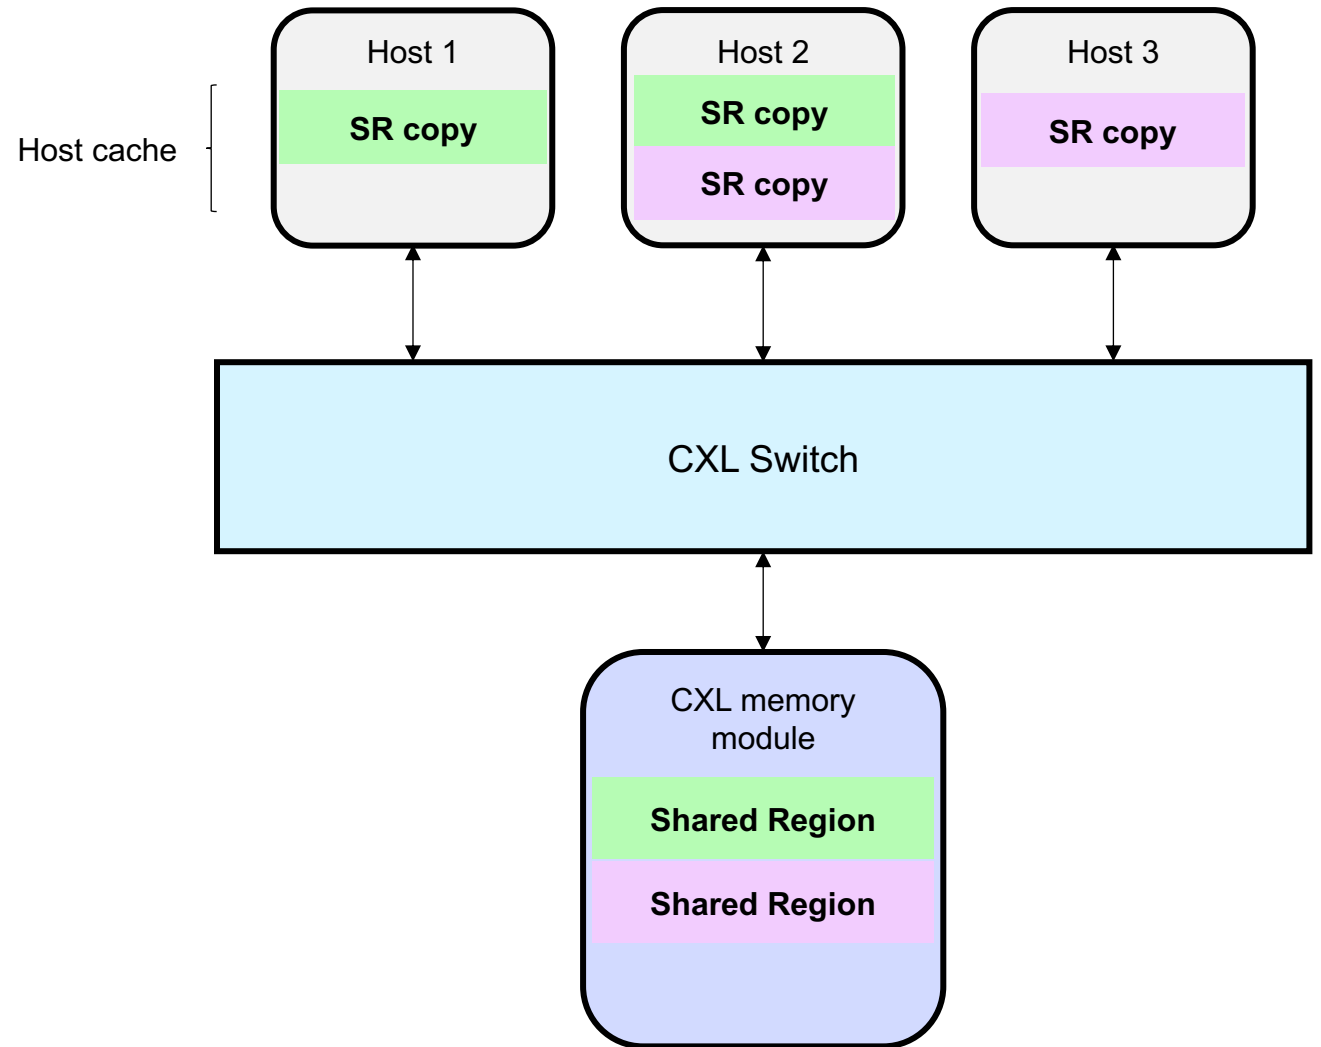 Host 1
Host 2
Host 3
Host cache
SR copy
SR copy
SR copy
SR copy
CXL Switch
CXL memory
module
Shared Region
Shared Region